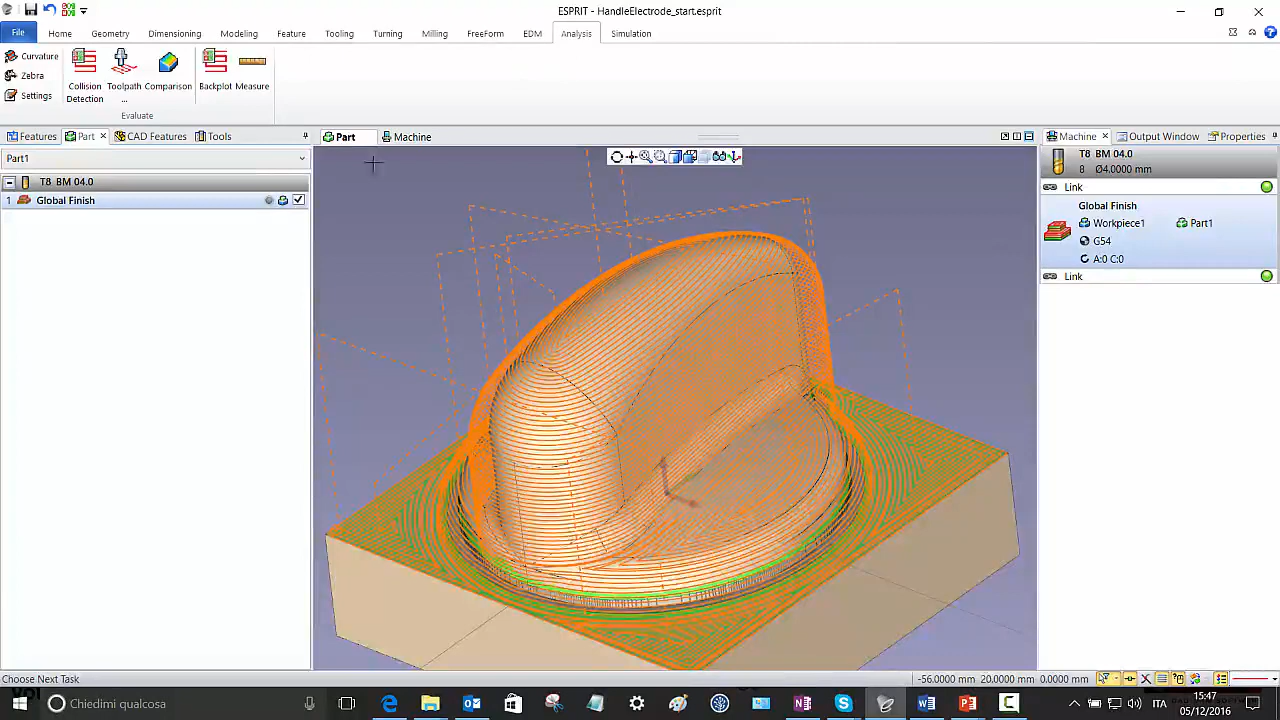 ESPRIT - HandleElectrode_start.esprit
File Home Geometry Dimensioning Modeling Feature Tooling Turning Milling FreeForm EDM Analysis Simulation
Curvature
Zebra
Settings
Collision Detection
Toolpath ...
Comparison
Backplot
Measure
Evaluate
Features Part CAD Features Tools
Part Machine
Machine Output Window Properties
Part1
T8 BM 04.0
1 Global Finish
T8 BM 04.0
8 Ø4.0000 mm
Link
Global Finish
Workpiece1 Part1
G54
A:0 C:0
Link
Choose Next Task
-56.0000 mm 20.0000 mm 0.0000 mm
Chiedimi qualcosa
ITA
15:47
05/12/2016